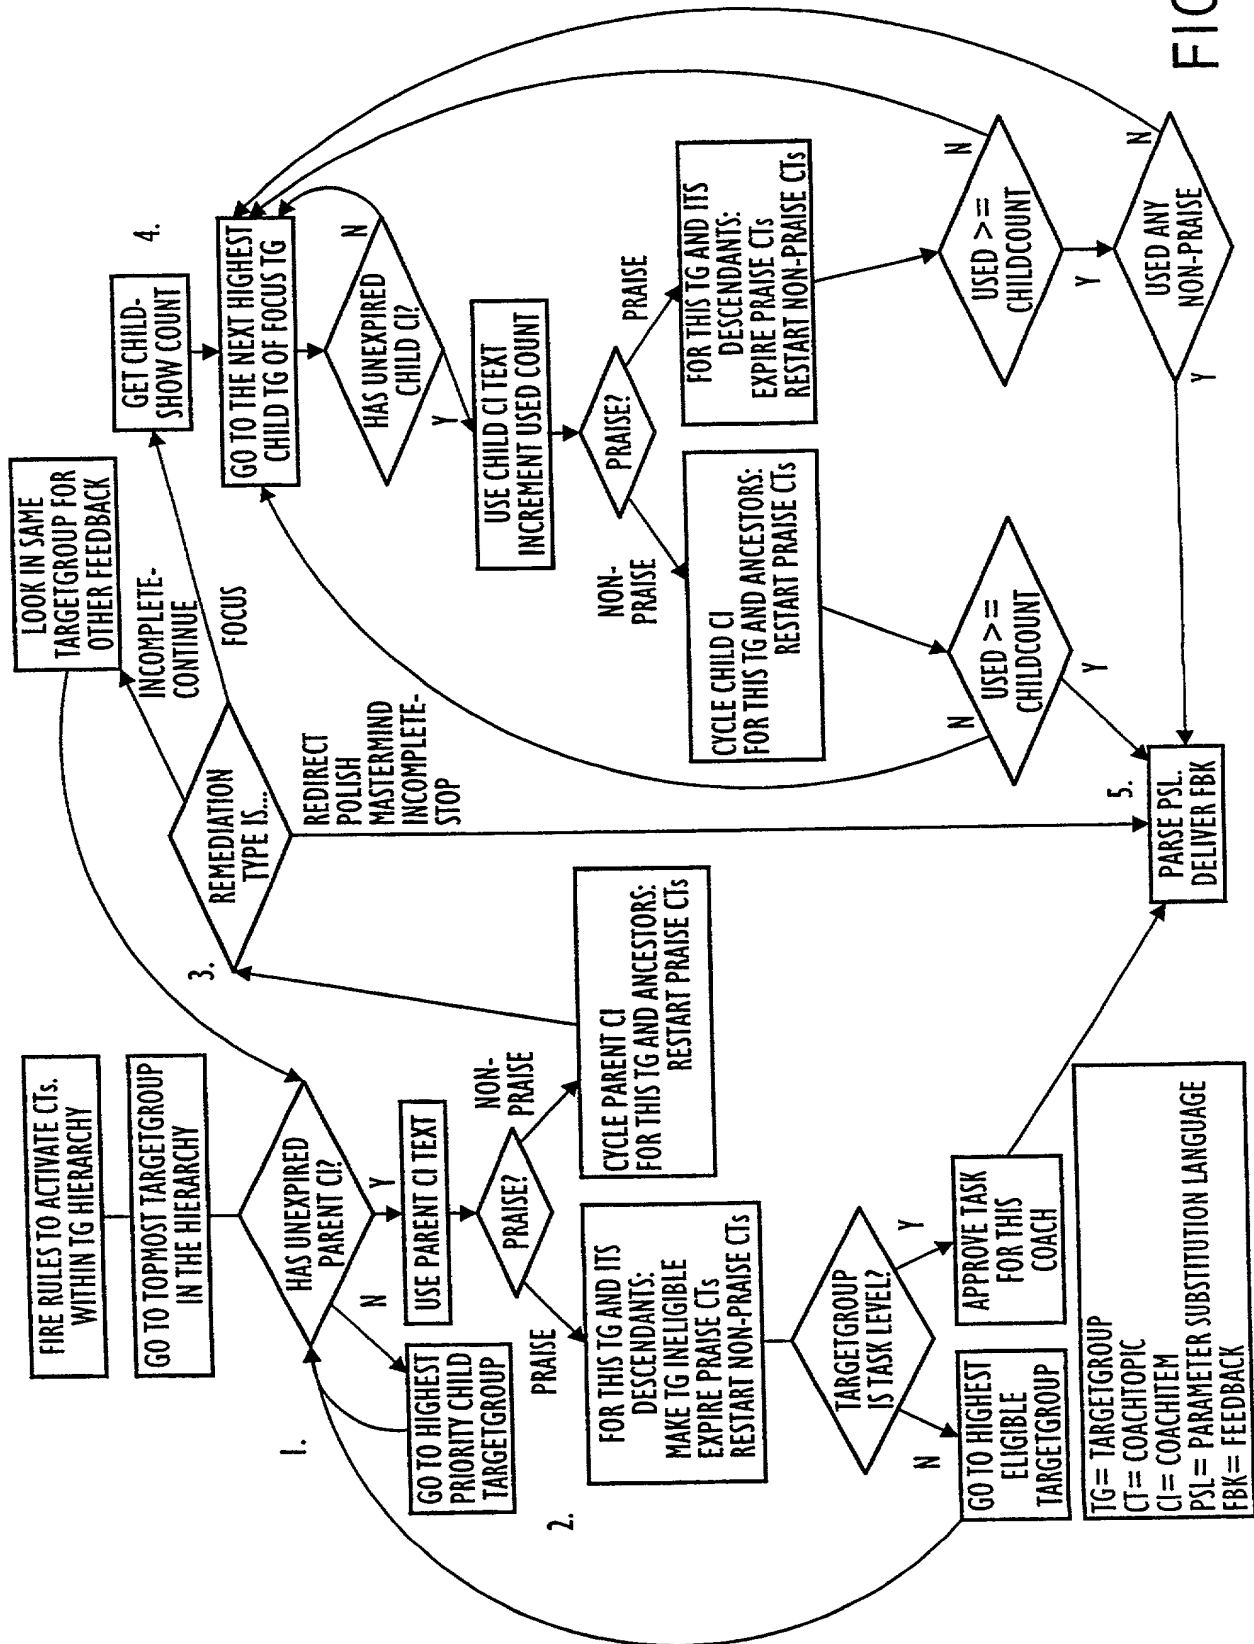 FIRE RULES TO ACTIVATE CTs.
WITHIN TG HIERARCHY
GO TO TOPMOST TARGETGROUP
IN THE HIERARCHY
1.
HAS UNEXPIRED
PARENT CI?
N
Y
GO TO HIGHEST
PRIORITY CHILD
TARGETGROUP
USE PARENT CI TEXT
PRAISE?
PRAISE
NON-
PRAISE
2.
FOR THIS TG AND ITS
DESCENDANTS:
MAKE TG INELIGIBLE
EXPIRE PRAISE CTs
RESTART NON-PRAISE CTs
CYCLE PARENT CI
FOR THIS TG AND ANCESTORS:
RESTART PRAISE CTs
TARGETGROUP
IS TASK LEVEL?
N
Y
GO TO HIGHEST
ELIGIBLE
TARGETGROUP
APPROVE TASK
FOR THIS
COACH
TG= TARGETGROUP
CT= COACHTOPIC
CI= COACHITEM
PSL= PARAMETER SUBSTITUTION LANGUAGE
FBK= FEEDBACK
3.
REMEDIATION
TYPE IS...
LOOK IN SAME
TARGETGROUP FOR
OTHER FEEDBACK
INCOMPLETE-
CONTINUE
FOCUS
REDIRECT
POLISH
MASTERMIND
INCOMPLETE-
STOP
4.
GET CHILD-
SHOW COUNT
GO TO THE NEXT HIGHEST
CHILD TG OF FOCUS TG
HAS UNEXPIRED
CHILD CI?
N
Y
USE CHILD CI TEXT
INCREMENT USED COUNT
PRAISE?
NON-
PRAISE
PRAISE
CYCLE CHILD CI
FOR THIS TG AND ANCESTORS:
RESTART PRAISE CTs
FOR THIS TG AND ITS
DESCENDANTS:
EXPIRE PRAISE CTs
RESTART NON-PRAISE CTs
USED >=
CHILDCOUNT
N
Y
USED >=
CHILDCOUNT
N
Y
USED ANY
NON-PRAISE
N
Y
5.
PARSE PSL.
DELIVER FBK